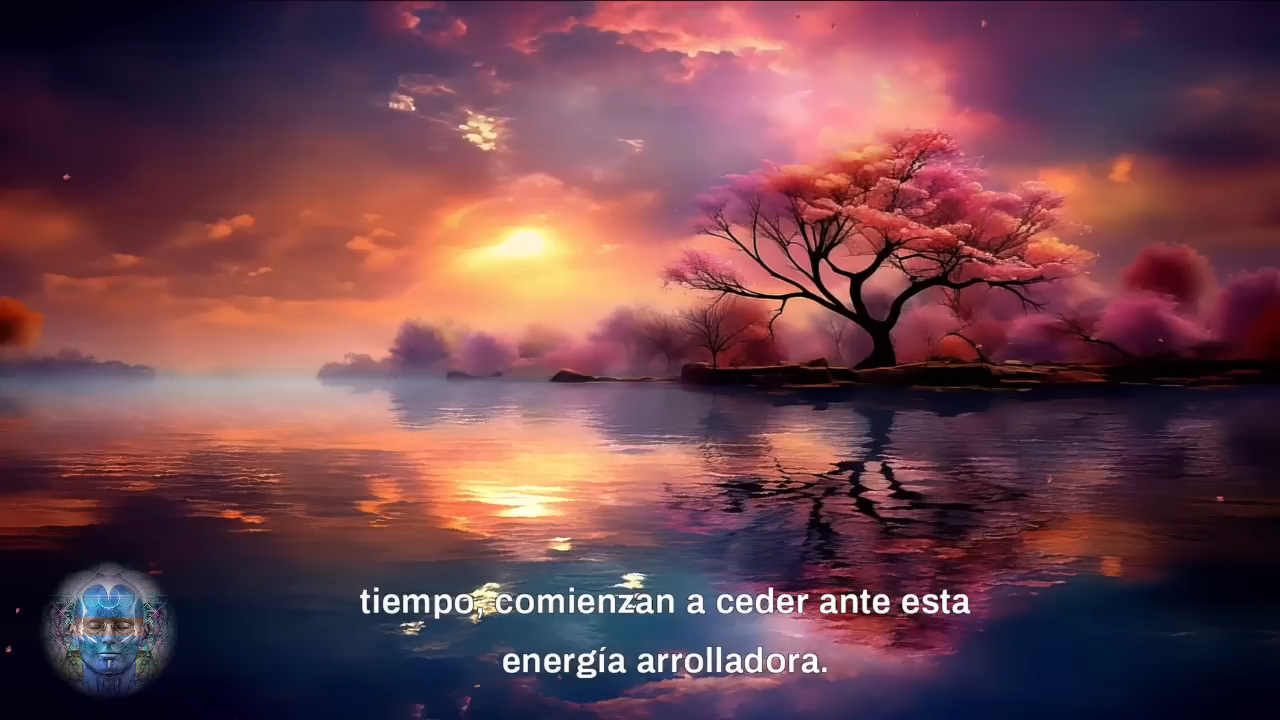 tiempo, comienzan a ceder ante esta
energía arrolladora.